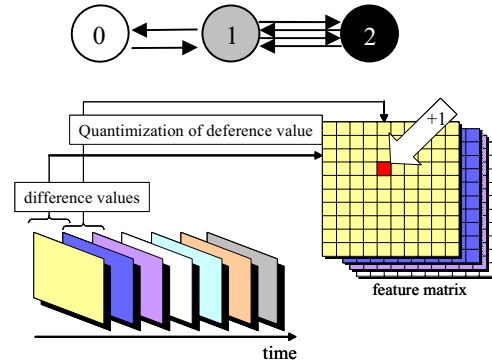 0 1 2
Quantimization of deference value
+1
difference values
feature matrix
time